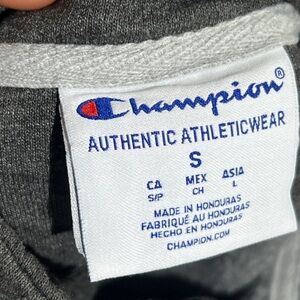 Champion®
AUTHENTIC ATHLETICWEAR
S
CA MEX ASIA
S/P CH L
MADE IN HONDURAS
FABRIQUÉ AU HONDURAS
HECHO EN HONDURAS
CHAMPION.COM